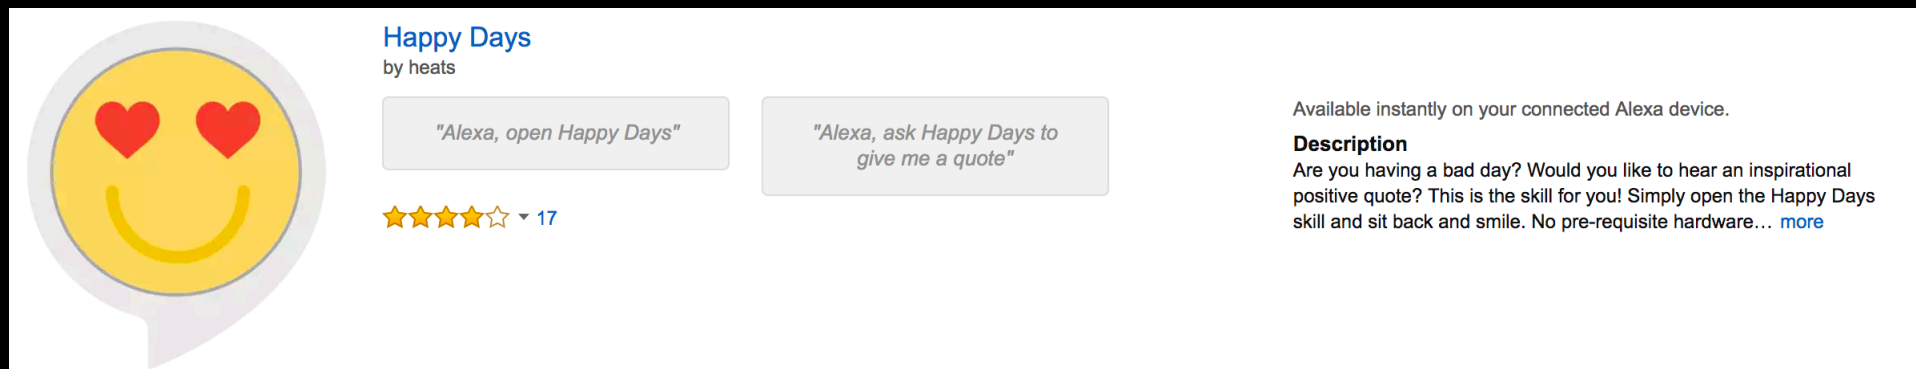 Happy Days
by heats
"Alexa, open Happy Days"
"Alexa, ask Happy Days to
give me a quote"
17
Available instantly on your connected Alexa device.
Description
Are you having a bad day? Would you like to hear an inspirational
positive quote? This is the skill for you! Simply open the Happy Days
skill and sit back and smile. No pre-requisite hardware… more